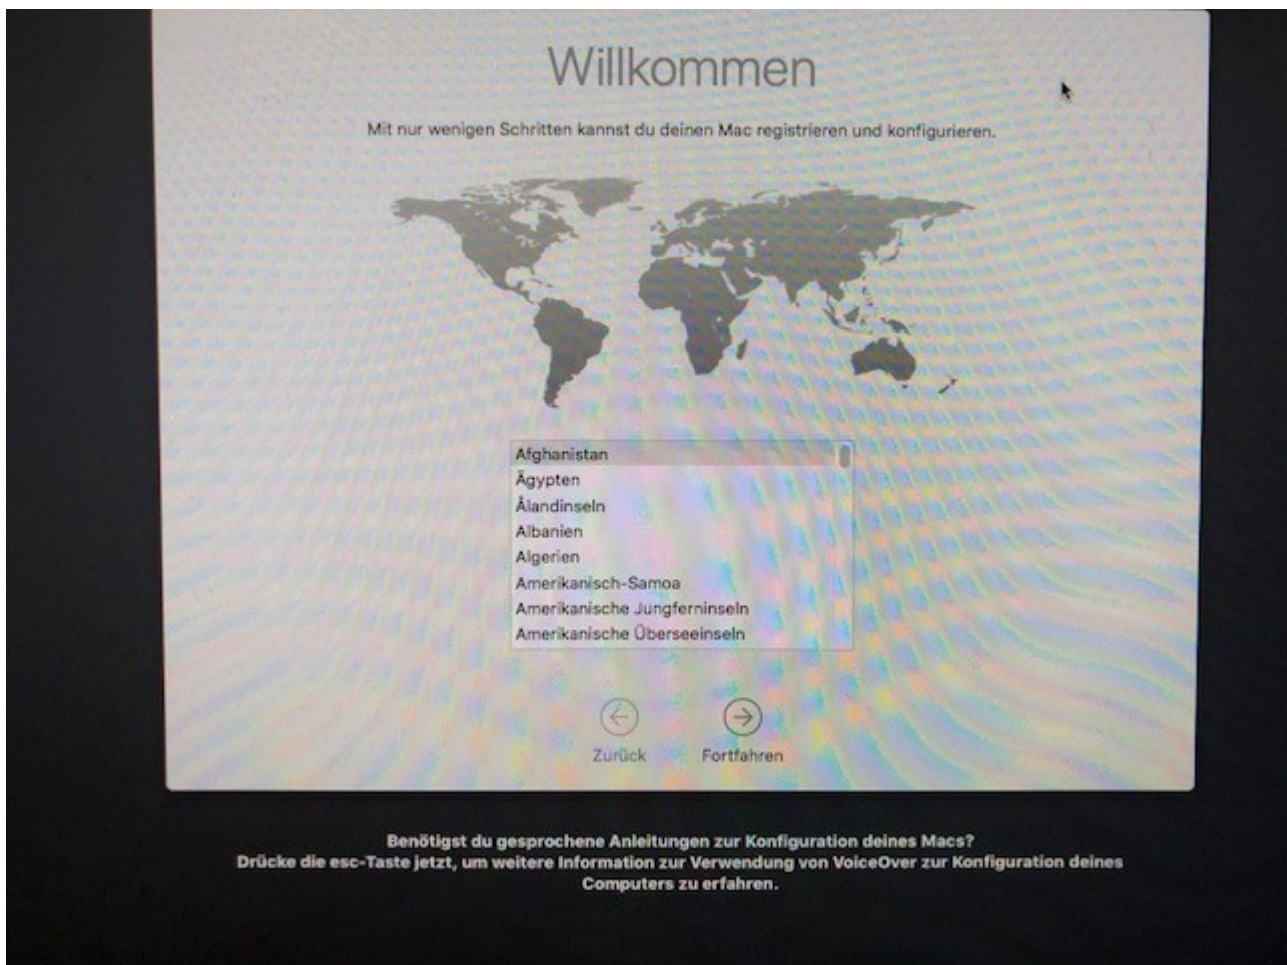 Willkommen
Mit nur wenigen Schritten kannst du deinen Mac registrieren und konfigurieren.
Afghanistan
Ägypten
Ålandinseln
Albanien
Algerien
Amerikanisch-Samoa
Amerikanische Jungferninseln
Amerikanische Überseeinseln
Zurück
Fortfahren
Benötigst du gesprochene Anleitungen zur Konfiguration deines Macs?
Drücke die esc-Taste jetzt, um weitere Information zur Verwendung von VoiceOver zur Konfiguration deines
Computers zu erfahren.